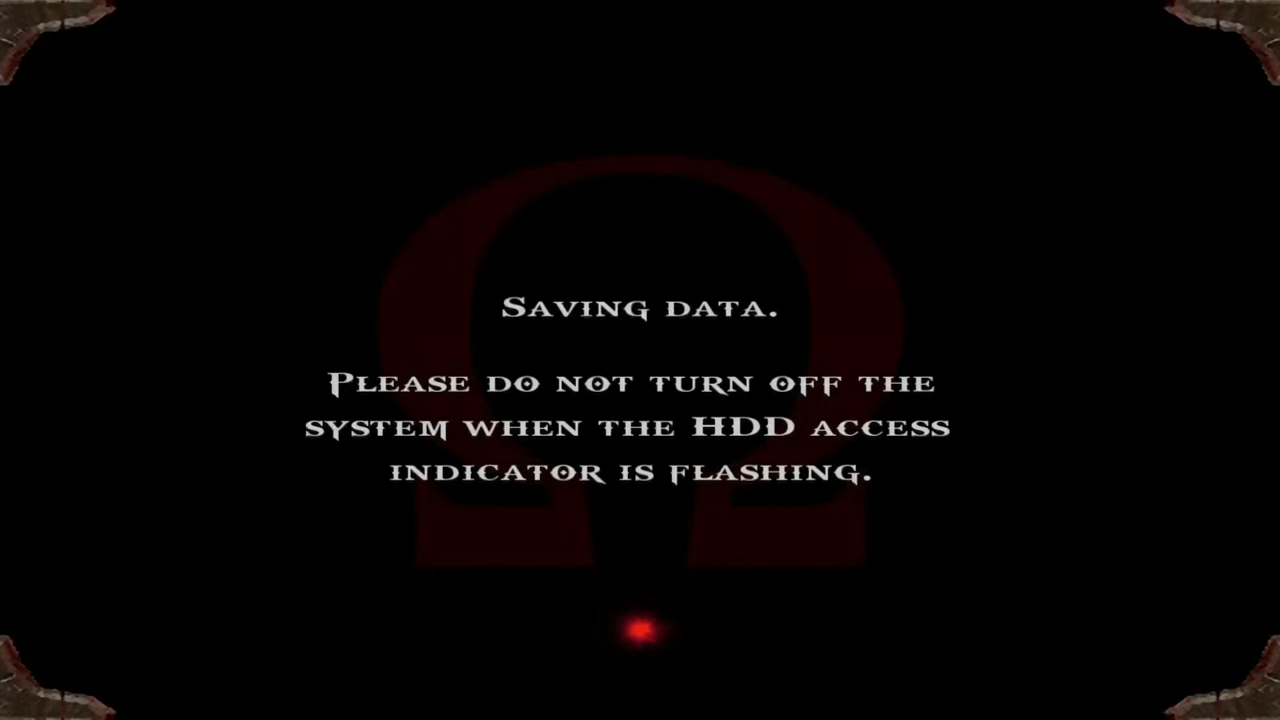 Saving data.
Please do not turn off the
system when the HDD access
indicator is flashing.